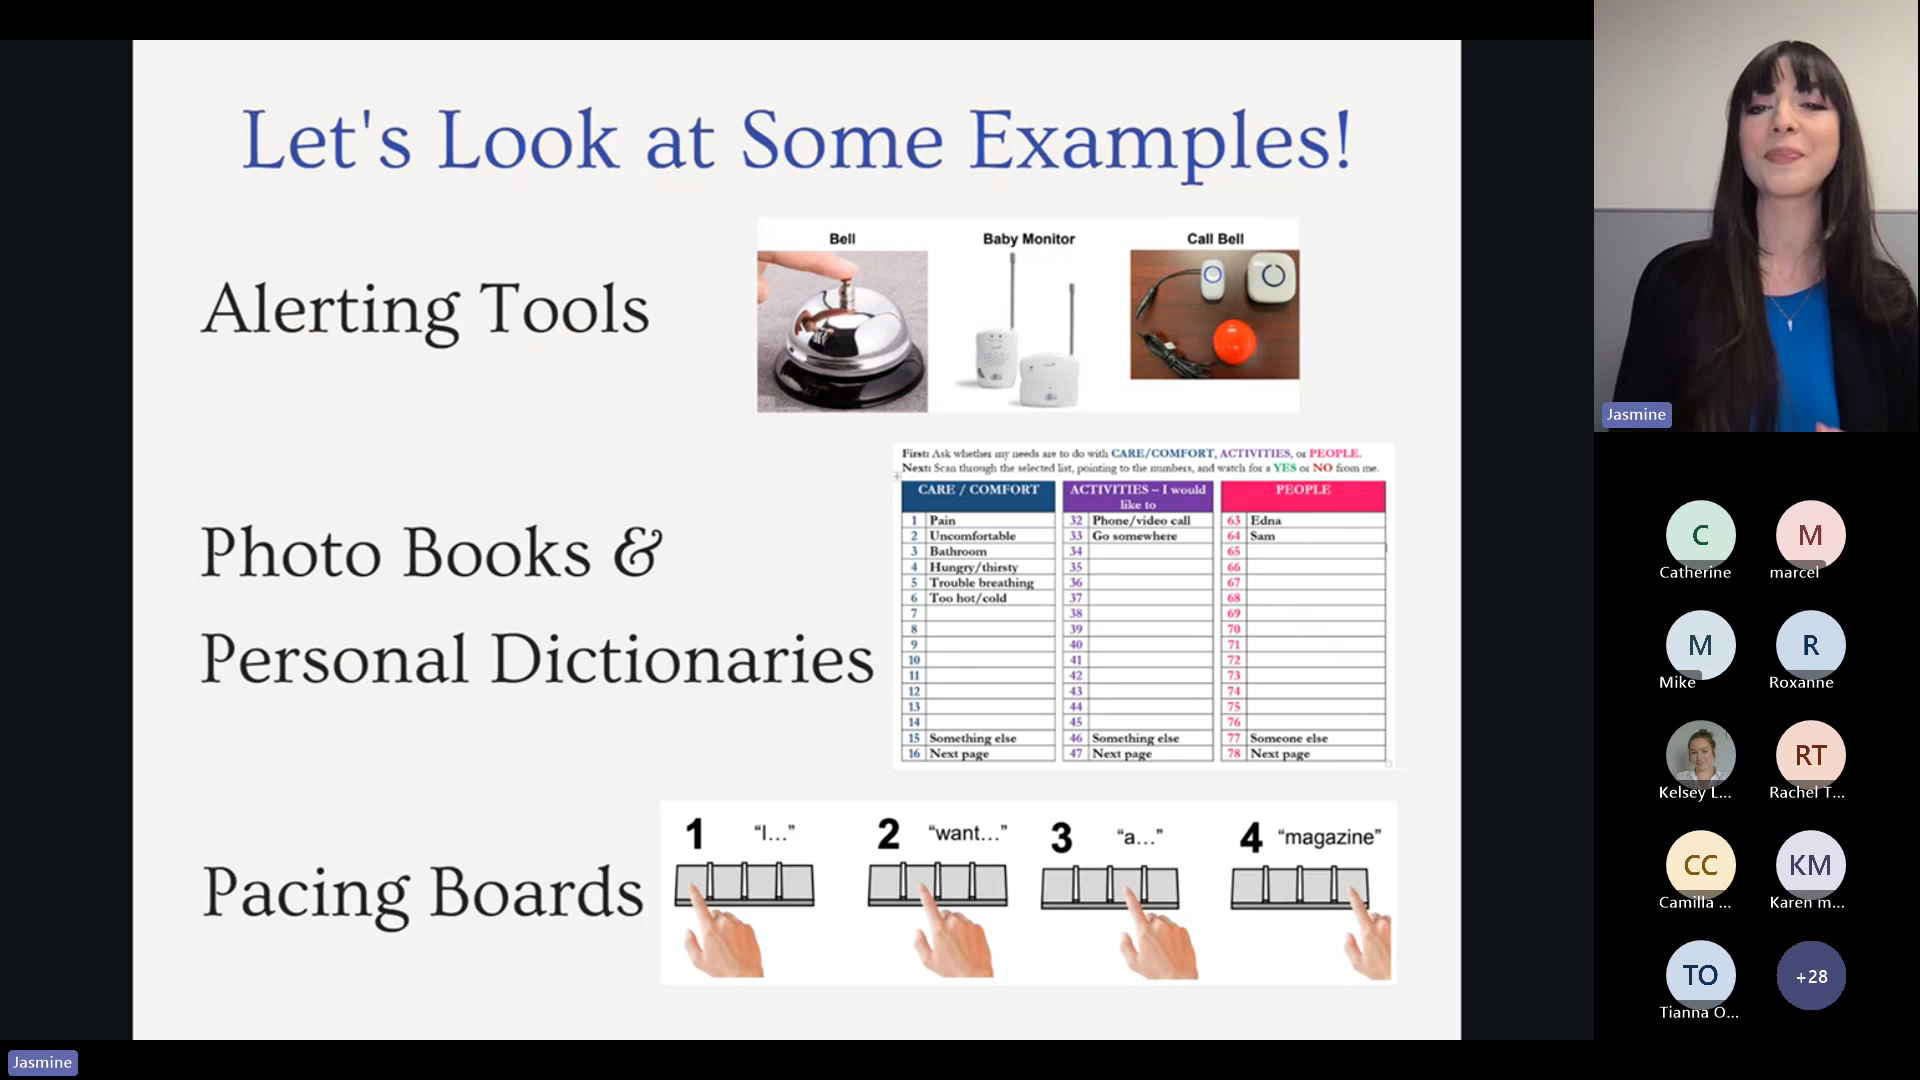 Let's Look at Some Examples!
Alerting Tools
Bell
Baby Monitor
Call Bell
Photo Books &
Personal Dictionaries
First: Ask whether my needs are to do with CARE/COMFORT, ACTIVITIES, or PEOPLE.
Next: Scan through the selected list, pointing to the numbers, and watch for a YES or NO from me.
CARE / COMFORT
1 Pain
2 Uncomfortable
3 Bathroom
4 Hungry/thirsty
5 Trouble breathing
6 Too hot/cold
7
8
9
10
11
12
13
14
15 Something else
16 Next page
ACTIVITIES – I would
like to
32 Phone/video call
33 Go somewhere
34
35
36
37
38
39
40
41
42
43
44
45
46 Something else
47 Next page
PEOPLE
63 Edna
64 Sam
65
66
67
68
69
70
71
72
73
74
75
76
77 Someone else
78 Next page
Pacing Boards
1 “I...”
2 “want...”
3 “a...”
4 “magazine”
Jasmine
Jasmine
C
Catherine
M
marcel
M
Mike
R
Roxanne
Kelsey L...
RT
Rachel T...
CC
Camilla ...
KM
Karen m...
TO
Tianna O...
+28